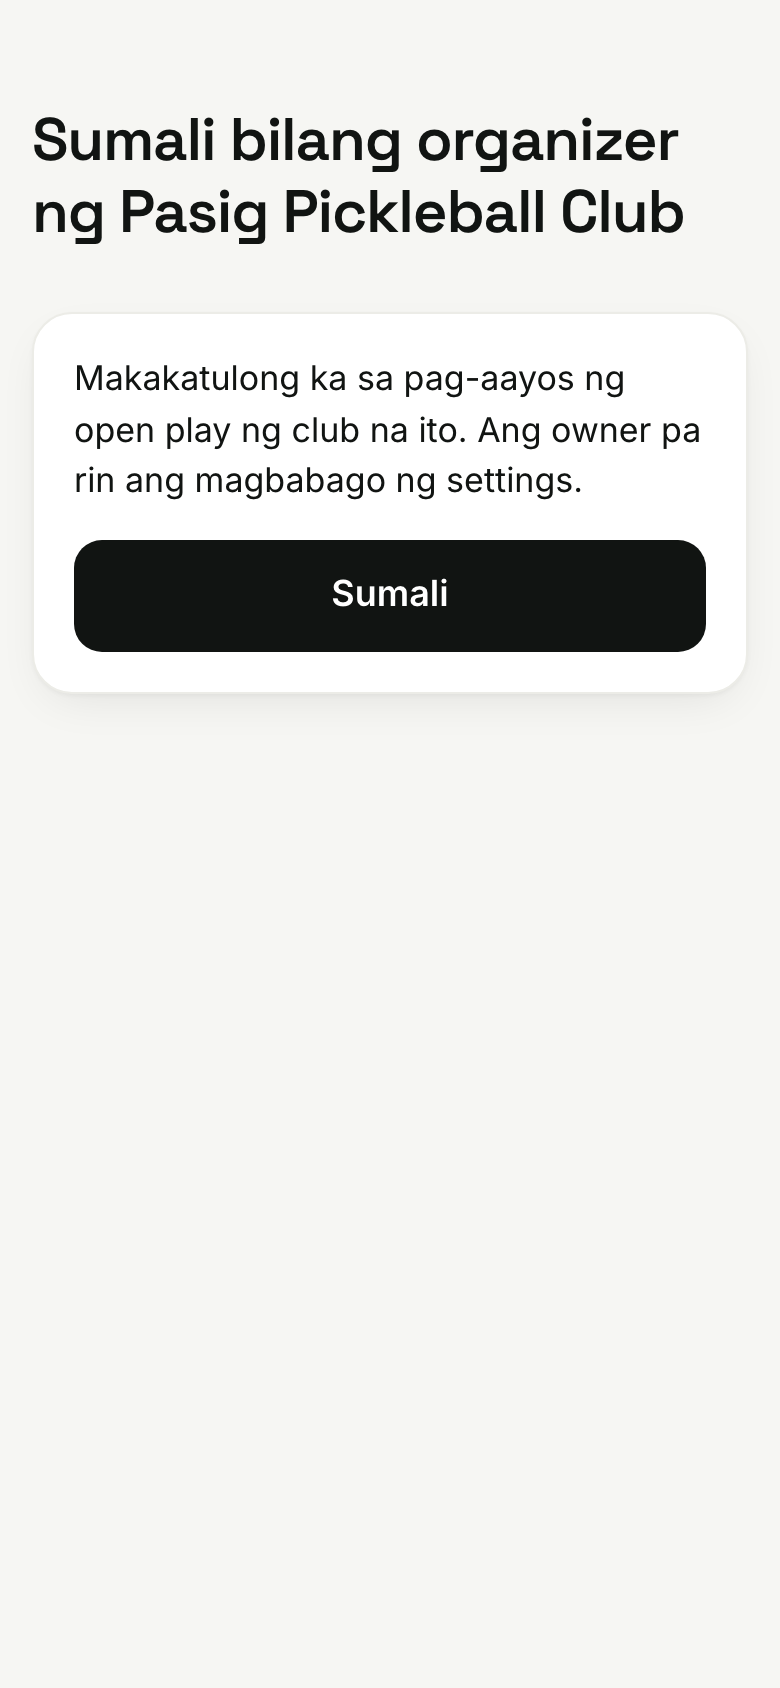 Sumali bilang organizer
ng Pasig Pickleball Club
Makakatulong ka sa pag-aayos ng
open play ng club na ito. Ang owner pa
rin ang magbabago ng settings.
Sumali